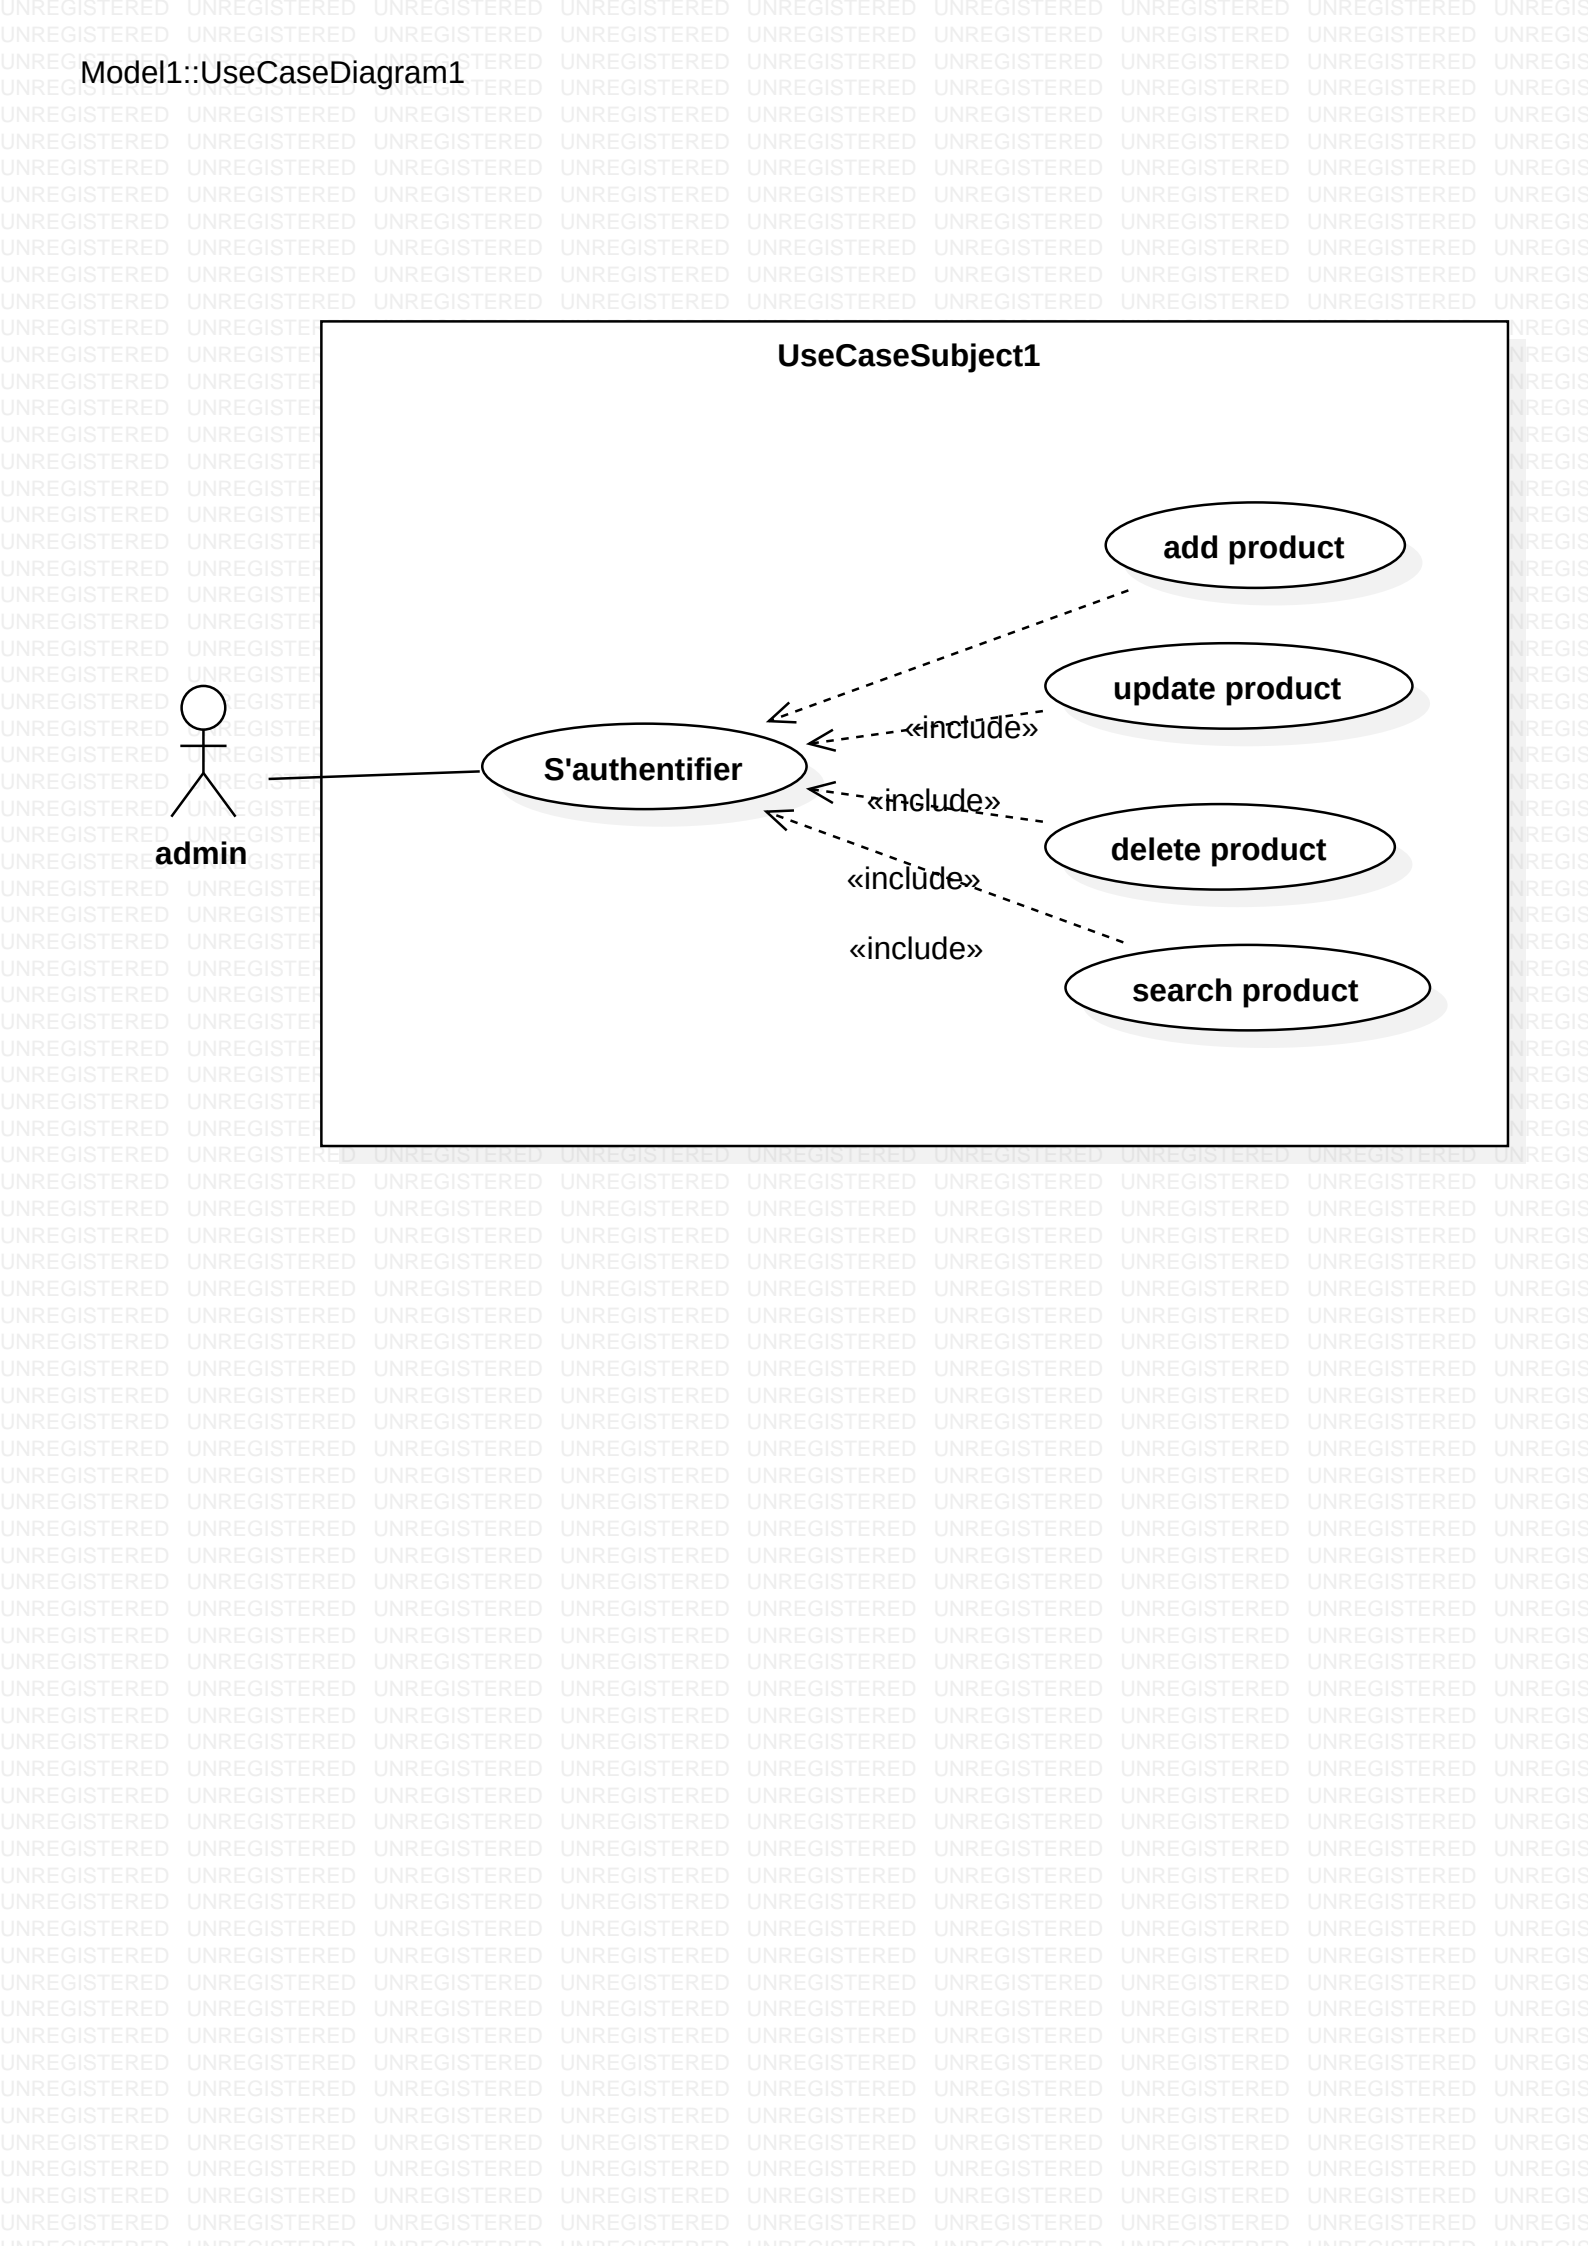 Model1::UseCaseDiagram1
UseCaseSubject1
add product
update product
«include»
S'authentifier
«include»
delete product
admin
«include»
«include»
search product